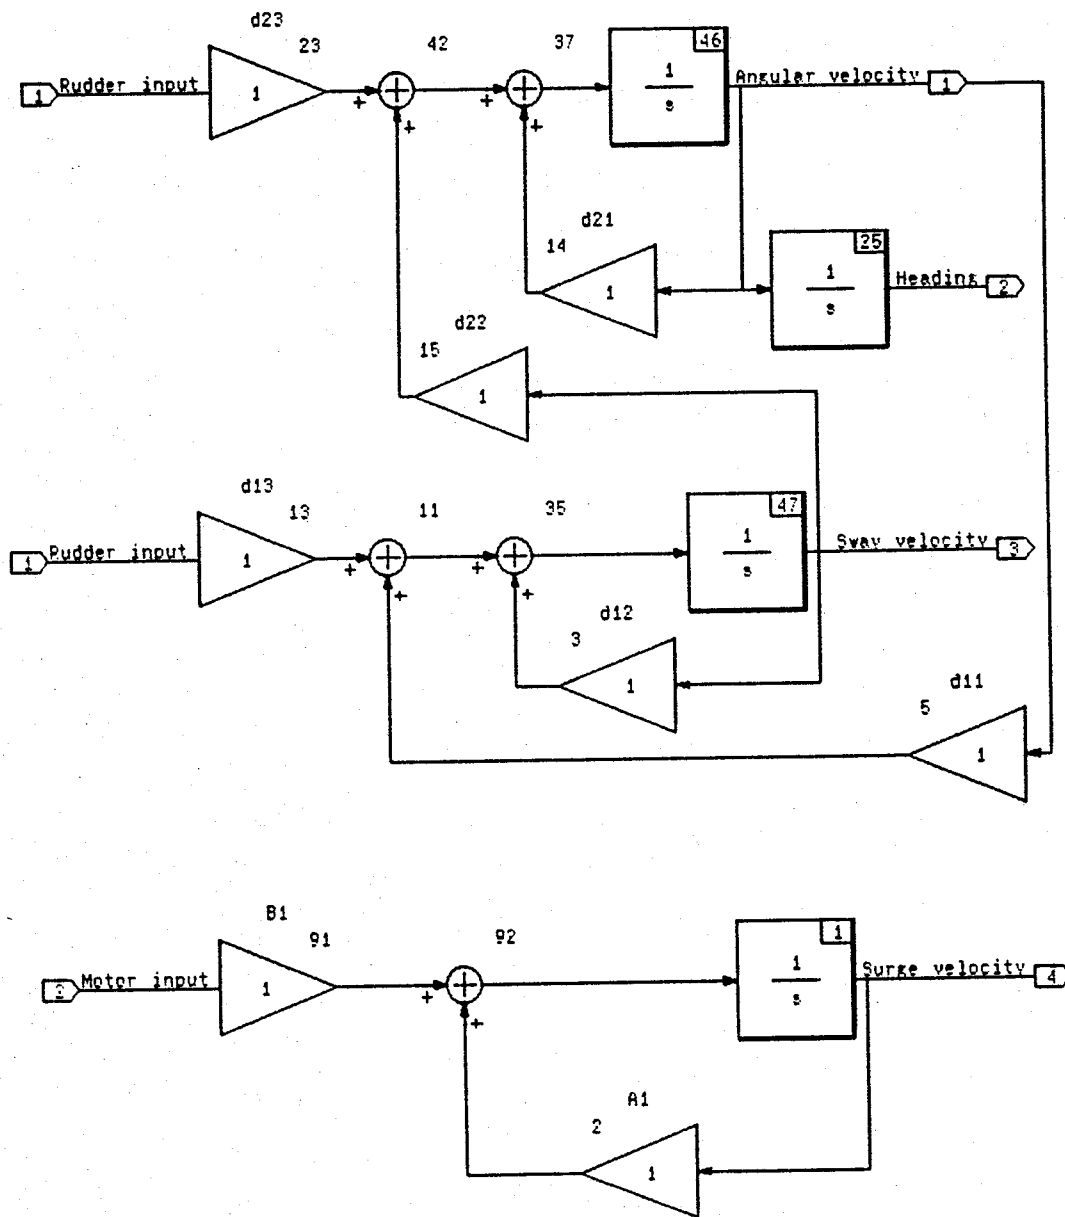 d23
23 42 37 46
1 Rudder input 1 + + + + 1 s Angular velocity 1
d21
14 1 25
1 s Heading 2
d22
15 1
d13
13 11 35 47
1 Rudder input 1 + + + + 1 s Sway velocity 3
d12
3 1
d11
5 1
B1
91 92 1
2 Motor input 1 + + 1 s Surge velocity 4
A1
2 1